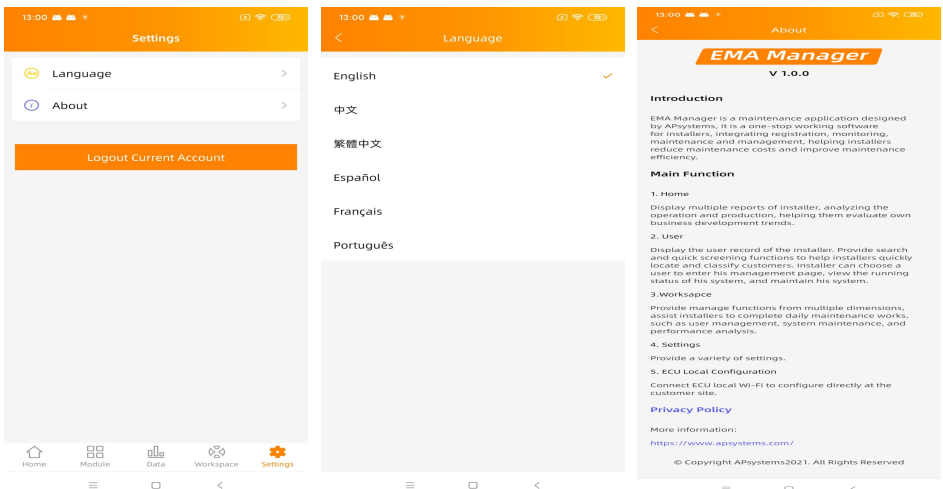 13:00
Settings
Aa
Language
i
About
Logout Current Account
Home
Module
Data
Workspace
Settings
13:00
Language
English
中文
繁體中文
Español
Français
Português
13:00
About
EMA Manager
V 1.0.0
Introduction
EMA Manager is a maintenance application designed
by APsystems, it is a one-stop working software
for installers, integrating registration, monitoring,
maintenance and management, helping installers
reduce maintenance costs and improve maintenance
efficiency.
Main Function
1. Home
Display multiple reports of installer, analyzing the
operation and production, helping them evaluate own
business development trends.
2. User
Display the user record of the installer. Provide search
and quick screening functions to help installers quickly
locate and classify customers. Installer can choose a
user to enter his management page, view the running
status of his system, and maintain his system.
3.Worksapce
Provide manage functions from multiple dimensions,
assist installers to complete daily maintenance works,
such as user management, system maintenance, and
performance analysis.
4. Settings
Provide a variety of settings.
5. ECU Local Configuration
Connect ECU local Wi-Fi to configure directly at the
customer site.
Privacy Policy
More information:
https://www.apsystems.com/
© Copyright APsystems2021. All Rights Reserved